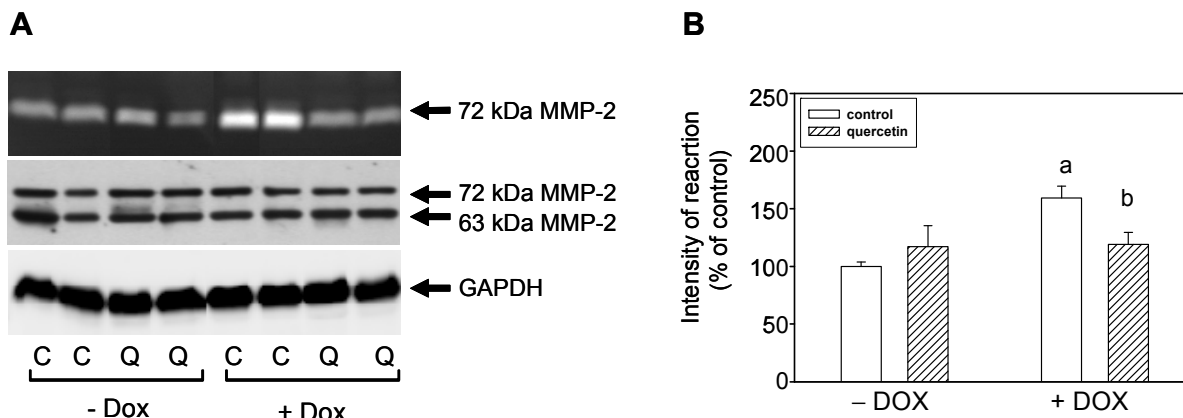 A
72 kDa MMP-2
72 kDa MMP-2
63 kDa MMP-2
GAPDH
C C Q Q C C Q Q
- Dox + Dox
B
Intensity of reacrtion
(% of control)
250
200
150
100
50
0
control
quercetin
a
b
– DOX + DOX